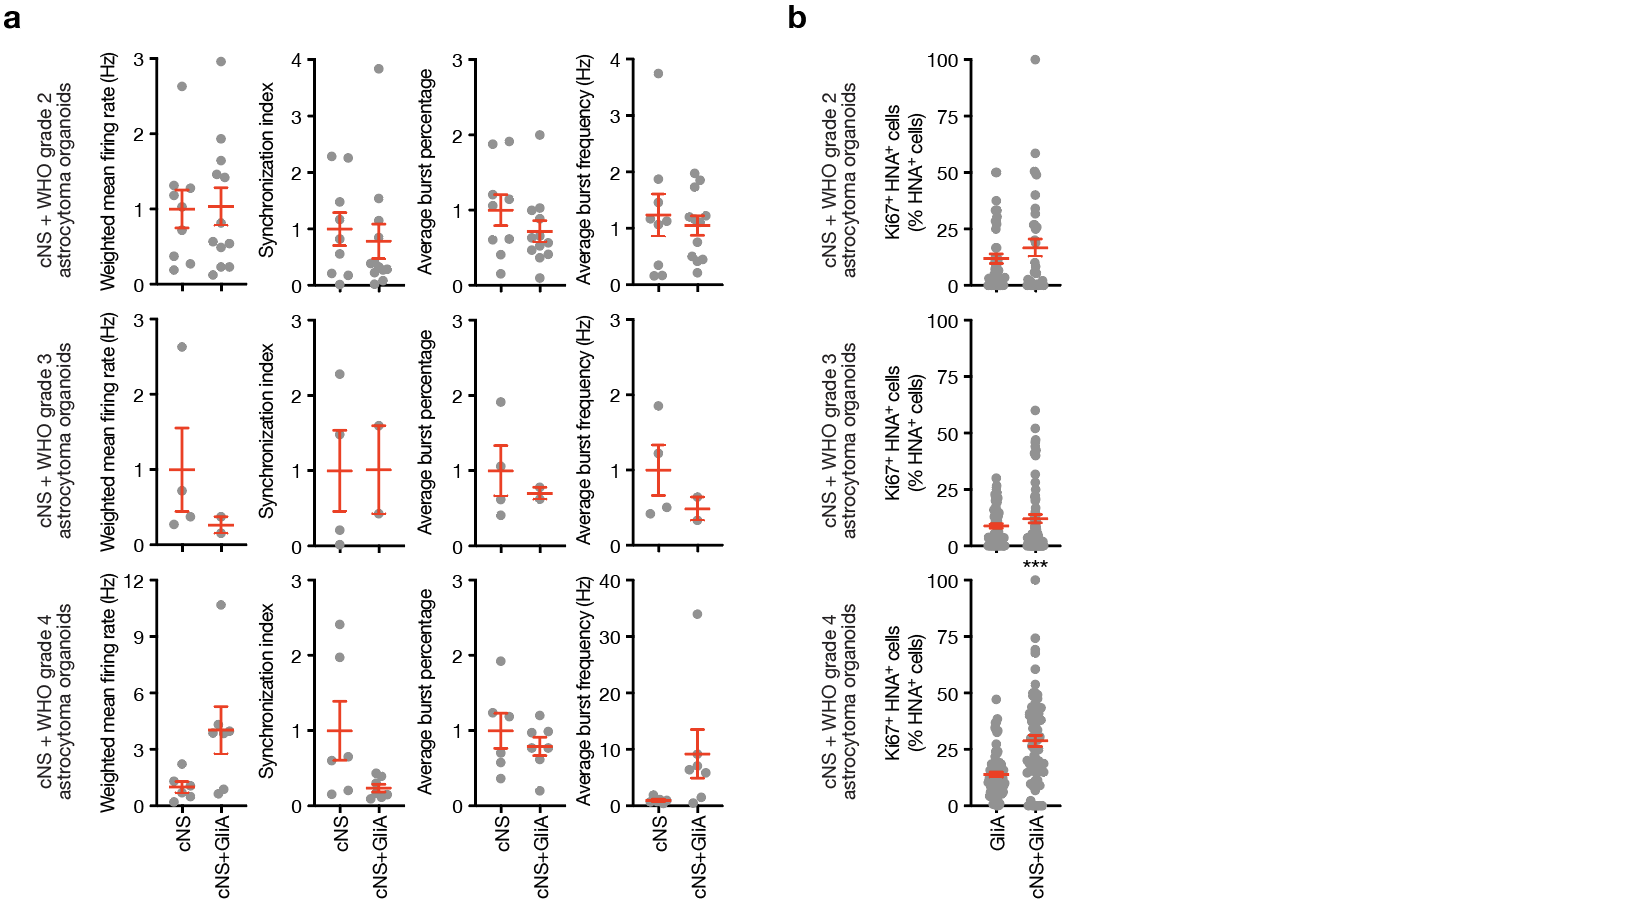 a
b
cNS + WHO grade 2
astrocytoma organoids
Weighted mean firing rate (Hz)
3
2
1
0
Synchronization index
4
3
2
1
0
Average burst percentage
3
2
1
0
Average burst frequency (Hz)
4
3
2
1
0
cNS + WHO grade 2
astrocytoma organoids
Ki67⁺ HNA⁺ cells
(% HNA⁺ cells)
100
75
50
25
0
cNS + WHO grade 3
astrocytoma organoids
Weighted mean firing rate (Hz)
3
2
1
0
Synchronization index
3
2
1
0
Average burst percentage
3
2
1
0
Average burst frequency (Hz)
3
2
1
0
cNS + WHO grade 3
astrocytoma organoids
Ki67⁺ HNA⁺ cells
(% HNA⁺ cells)
100
75
50
25
0
cNS + WHO grade 4
astrocytoma organoids
Weighted mean firing rate (Hz)
12
9
6
3
0
cNS
cNS+GliA
Synchronization index
3
2
1
0
cNS
cNS+GliA
Average burst percentage
3
2
1
0
cNS
cNS+GliA
Average burst frequency (Hz)
40
30
20
10
0
cNS
cNS+GliA
cNS + WHO grade 4
astrocytoma organoids
Ki67⁺ HNA⁺ cells
(% HNA⁺ cells)
***
100
75
50
25
0
GliA
cNS+GliA